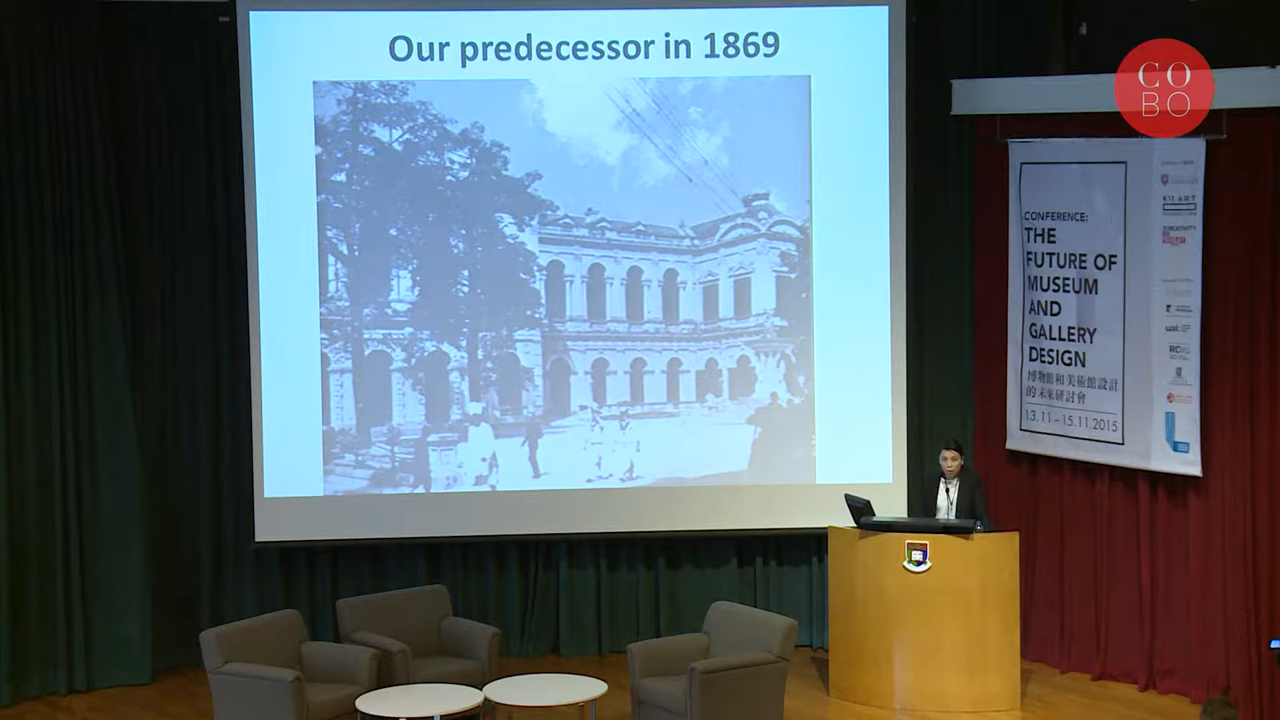 Our predecessor in 1869
CO
BO
CONFERENCE:
THE
FUTURE OF
MUSEUM
AND
GALLERY
DESIGN
博物館和美術館設計
的未來研討會
13.11 – 15.11.2015
K11 ART